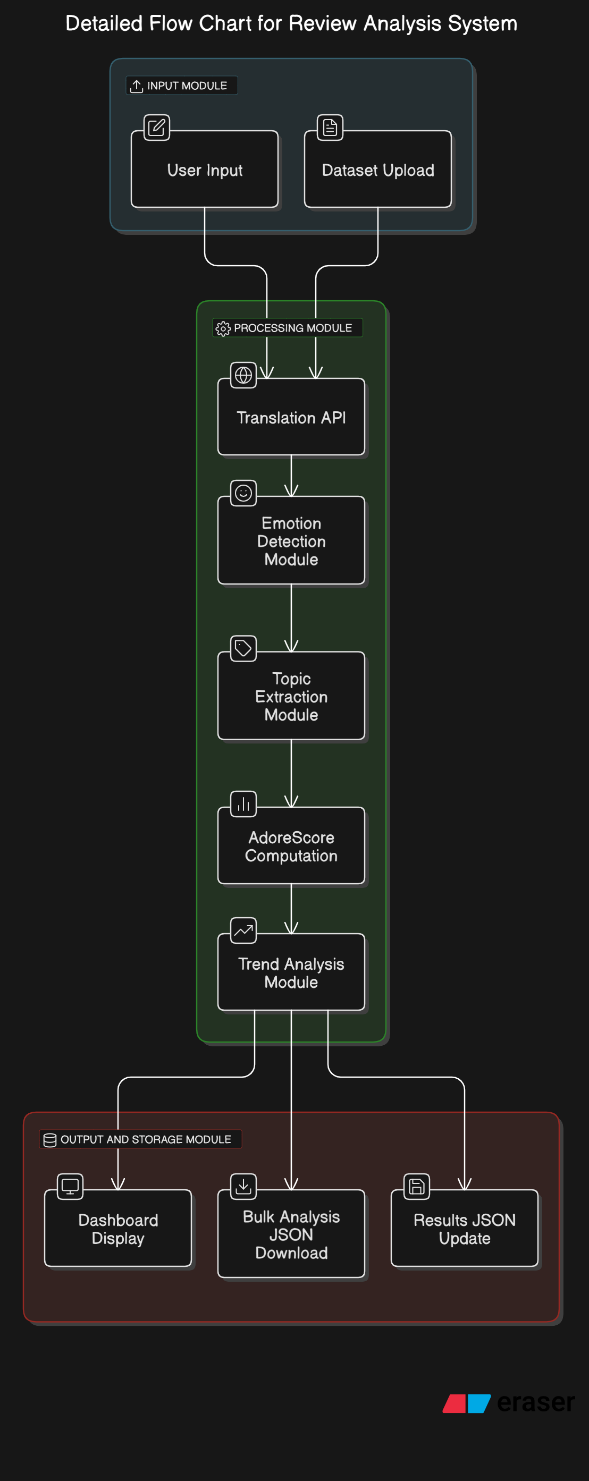 Detailed Flow Chart for Review Analysis System
INPUT MODULE
User Input
Dataset Upload
PROCESSING MODULE
Translation API
Emotion
Detection
Module
Topic
Extraction
Module
AdoreScore
Computation
Trend Analysis
Module
OUTPUT AND STORAGE MODULE
Dashboard
Display
Bulk Analysis
JSON
Download
Results JSON
Update
eraser